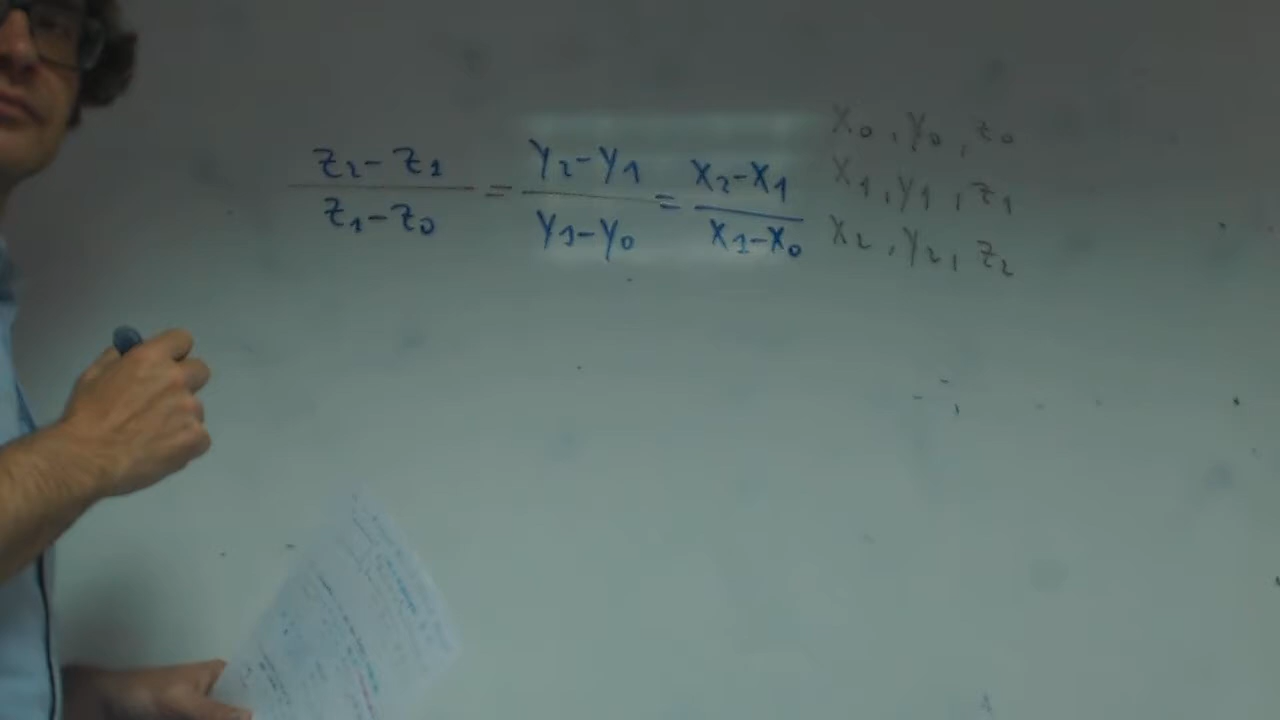 z₂-z₁ / z₁-z₀ = y₂-y₁ / y₁-y₀ = x₂-x₁ / x₁-x₀
x₀, y₀, z₀
x₁, y₁, z₁
x₂, y₂, z₂